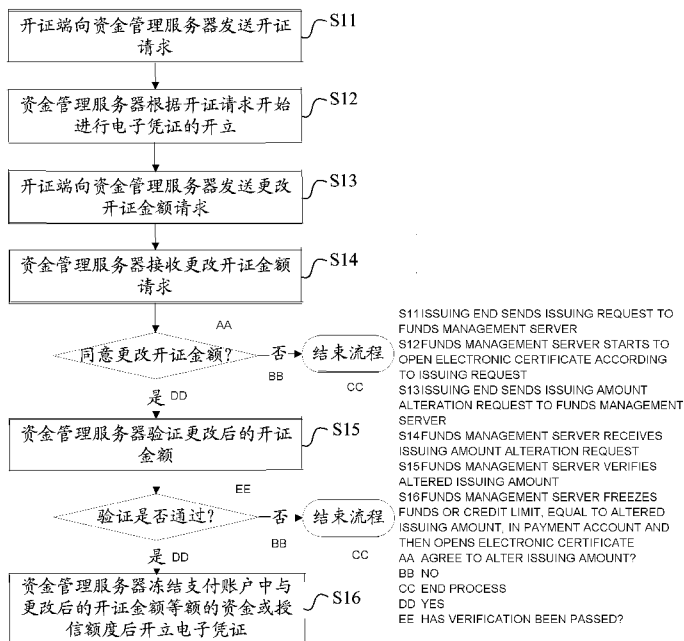 开证端向资金管理服务器发送开证
请求
S11
资金管理服务器根据开证请求开始
进行电子凭证的开立
S12
开证端向资金管理服务器发送更改
开证金额请求
S13
资金管理服务器接收更改开证金额
请求
S14
AA
同意更改开证金额?
否
BB
结束流程
CC
是 DD
资金管理服务器验证更改后的开证
金额
S15
EE
验证是否通过?
否
BB
结束流程
CC
是 DD
资金管理服务器冻结支付账户中与
更改后的开证金额等额的资金或授
信额度后开立电子凭证
S16
S11 ISSUING END SENDS ISSUING REQUEST TO
FUNDS MANAGEMENT SERVER
S12 FUNDS MANAGEMENT SERVER STARTS TO
OPEN ELECTRONIC CERTIFICATE ACCORDING
TO ISSUING REQUEST
S13 ISSUING END SENDS ISSUING AMOUNT
ALTERATION REQUEST TO FUNDS MANAGEMENT
SERVER
S14 FUNDS MANAGEMENT SERVER RECEIVES
ISSUING AMOUNT ALTERATION REQUEST
S15 FUNDS MANAGEMENT SERVER VERIFIES
ALTERED ISSUING AMOUNT
S16 FUNDS MANAGEMENT SERVER FREEZES
FUNDS OR CREDIT LIMIT, EQUAL TO ALTERED
ISSUING AMOUNT, IN PAYMENT ACCOUNT AND
THEN OPENS ELECTRONIC CERTIFICATE
AA AGREE TO ALTER ISSUING AMOUNT?
BB NO
CC END PROCESS
DD YES
EE HAS VERIFICATION BEEN PASSED?